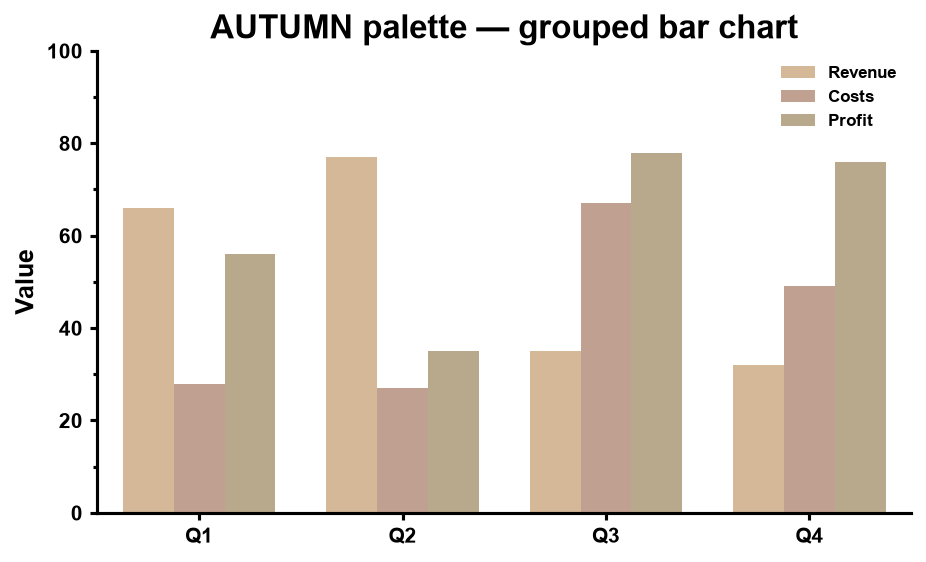 AUTUMN palette — grouped bar chart
Value
100
80
60
40
20
0
Revenue
Costs
Profit
Q1 Q2 Q3 Q4